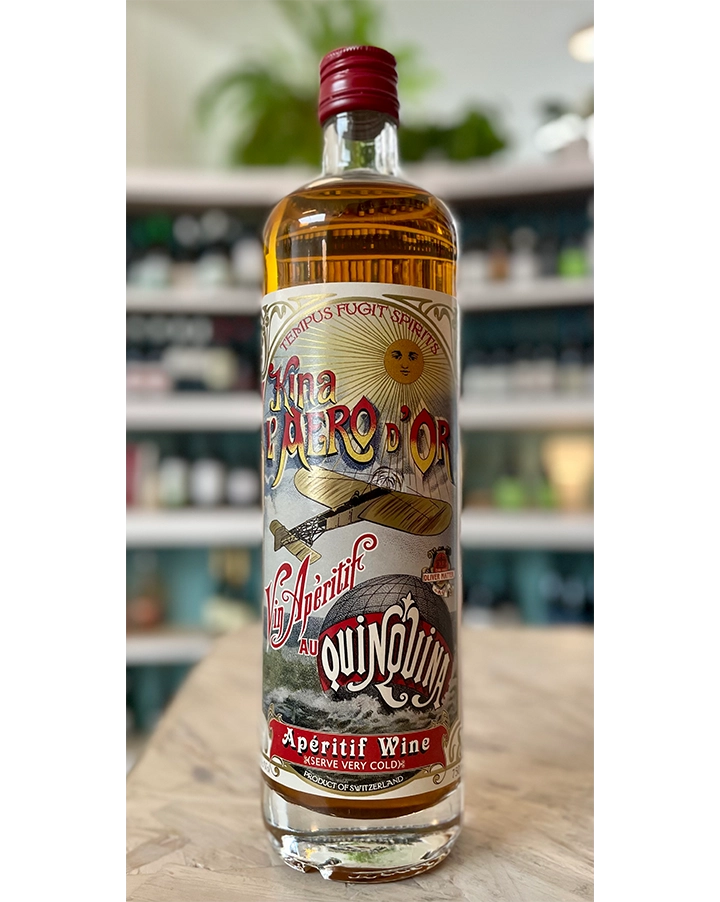 TEMPUS FUGIT SPIRITS
Kina
L'AERO D'OR
Vin Apéritif
AU
QUINQUINA
Apéritif Wine
(SERVE VERY COLD)
PRODUCT OF SWITZERLAND